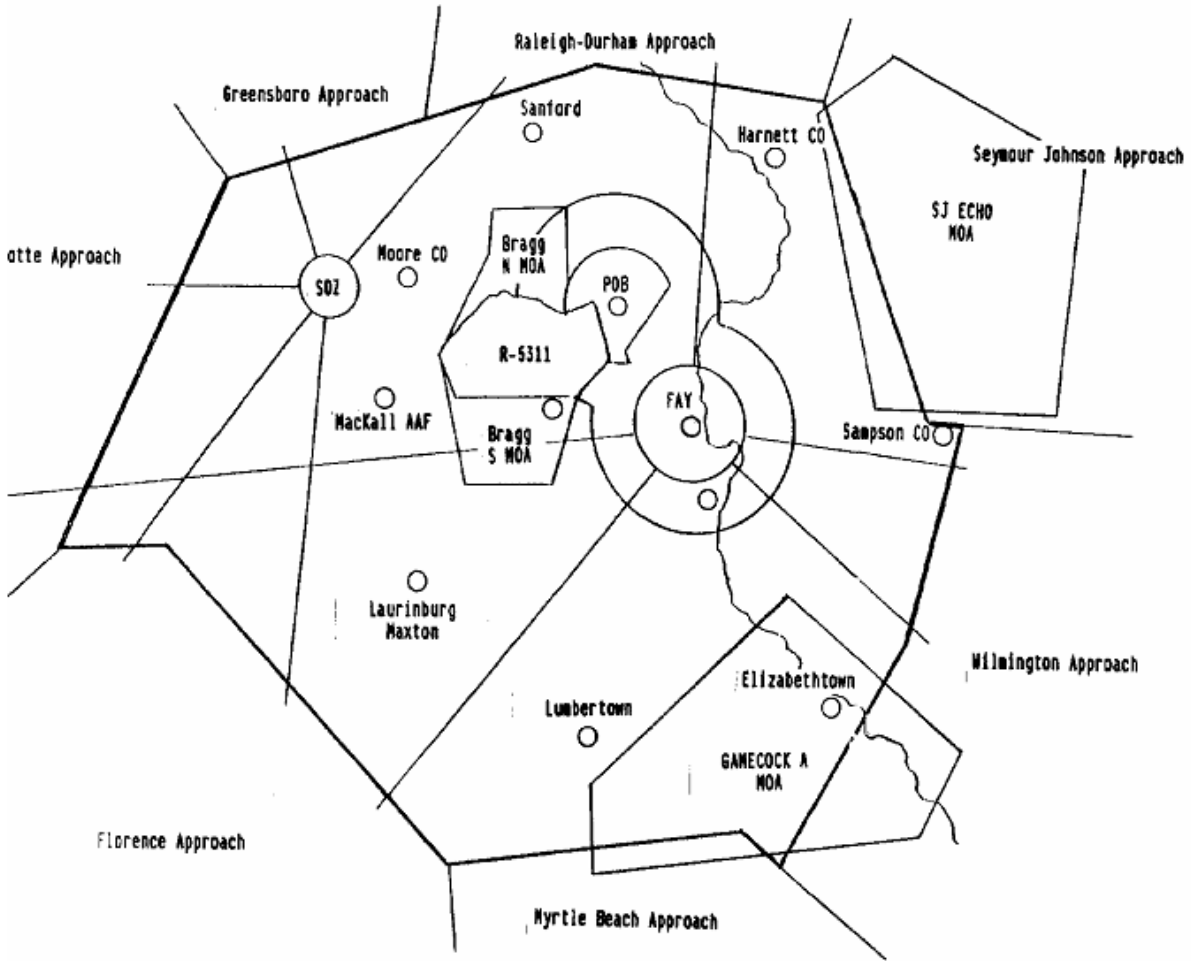 Raleigh-Durham Approach
Greensboro Approach
Sanford
Harnett CO
Seymour Johnson Approach
SJ ECHO
MOA
otte Approach
Moore CO
Bragg
N MOA
SOZ
POB
R-5311
MacKall AAF
FAY
Bragg
S MOA
Sampson CO
Laurinburg
Maxton
Wilmington Approach
Elizabethtown
Lumbertown
GAMECOCK A
MOA
Florence Approach
Myrtle Beach Approach